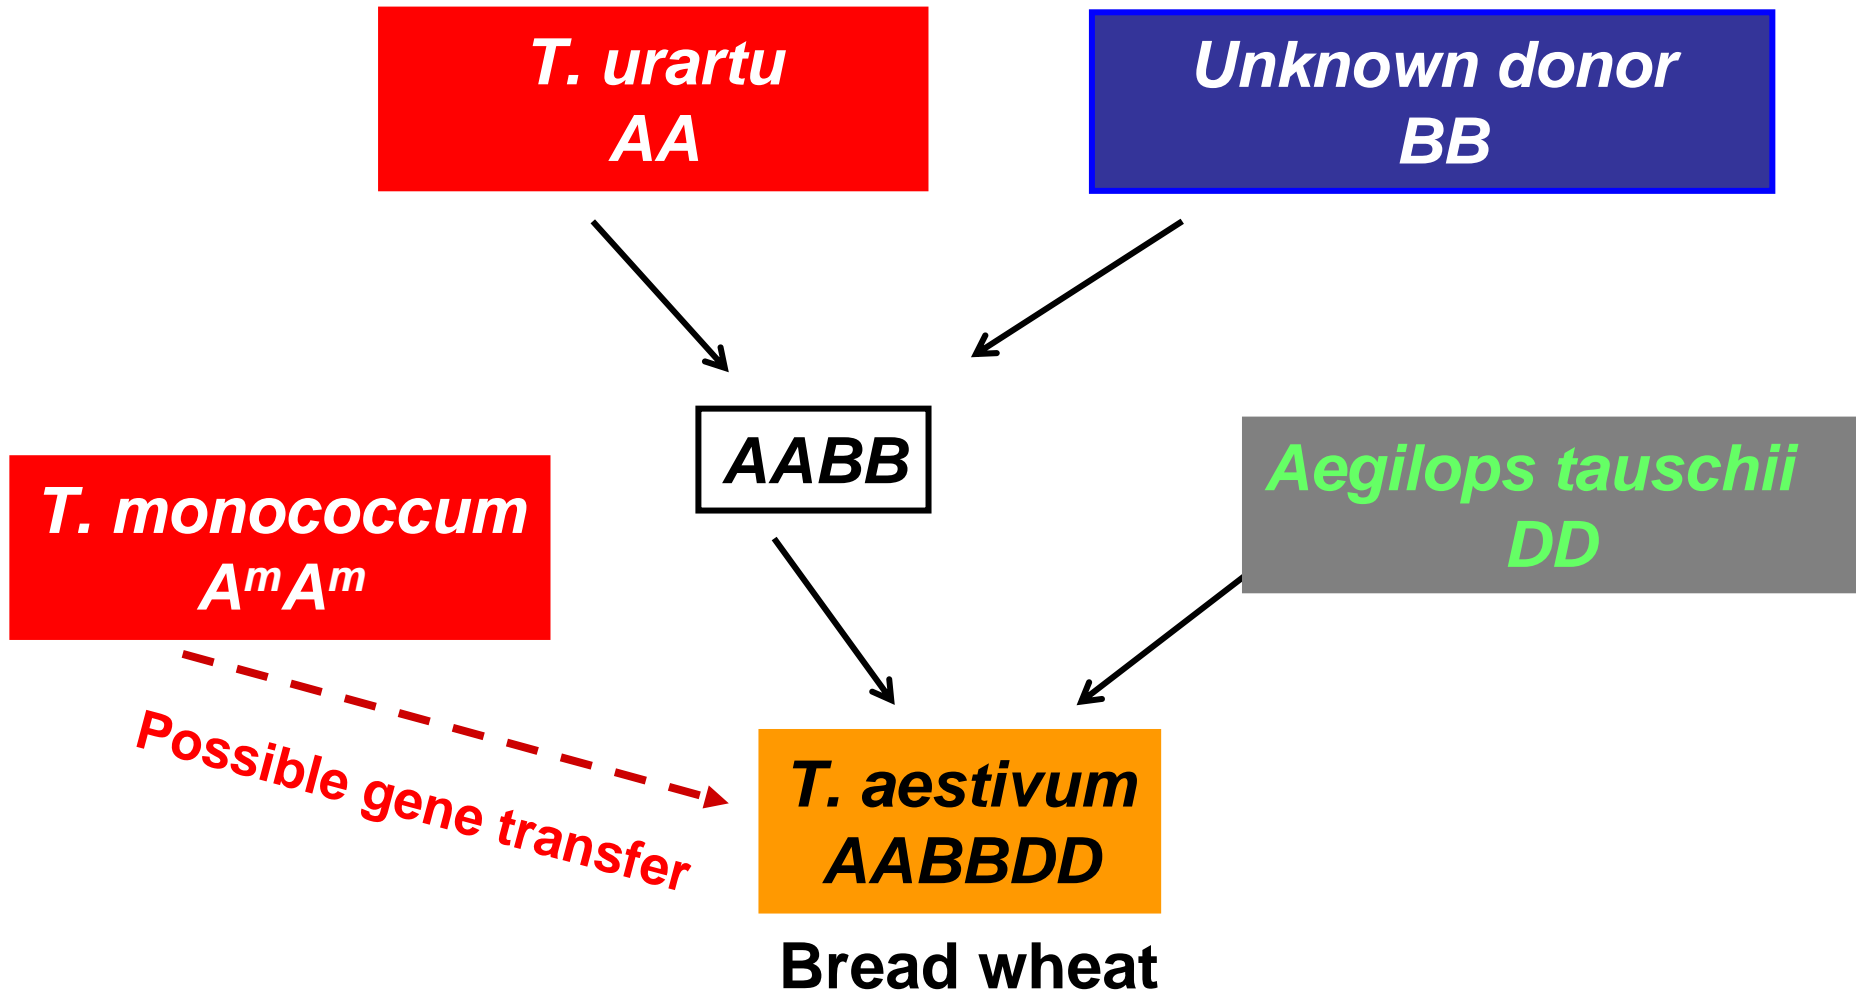 T. urartu
AA
Unknown donor
BB
AABB
Aegilops tauschii
DD
T. monococcum
AᵐAᵐ
Possible gene transfer
T. aestivum
AABBDD
Bread wheat